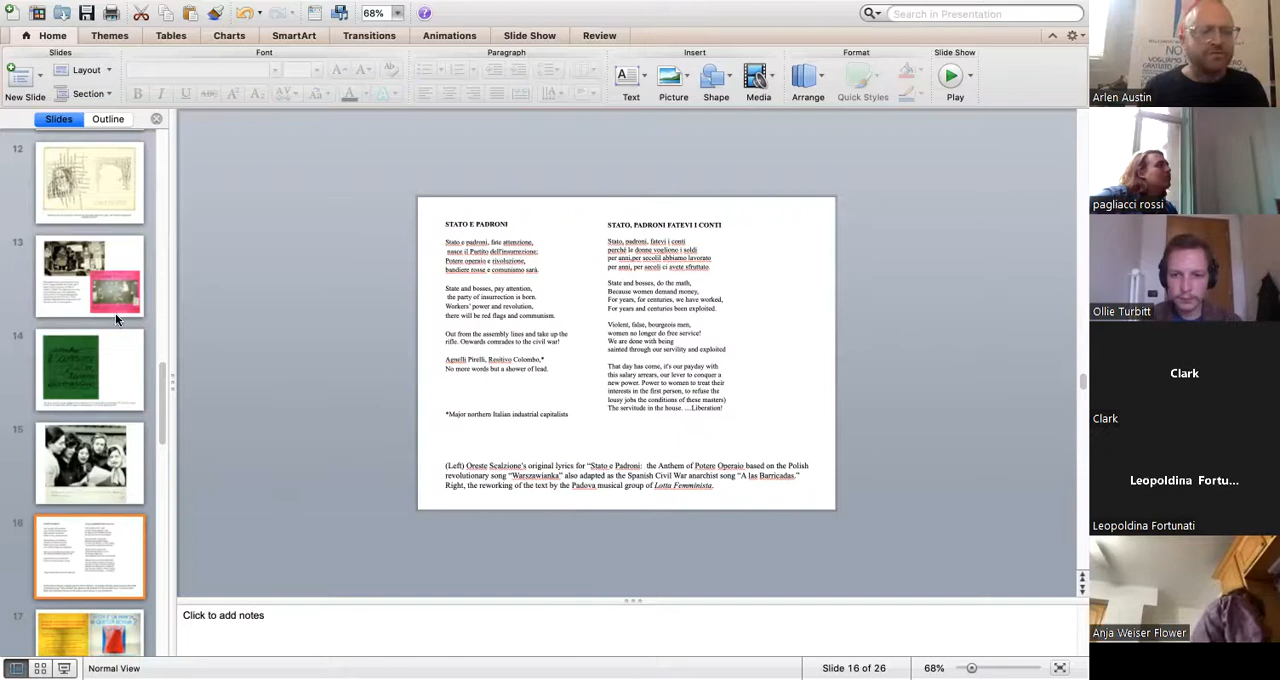 68%
Search in Presentation
Home
Themes
Tables
Charts
SmartArt
Transitions
Animations
Slide Show
Review
Slides
Font
Paragraph
Insert
Format
Slide Show
Layout
Section
New Slide
B I U ABC A² A₂ AV Aa A A
Text
Picture
Shape
Media
Arrange
Quick Styles
Play
Slides
Outline
12
13
14
15
16
17
STATO E PADRONI
Stato e padroni, fate attenzione,
nasce il Partito dell'insurrezione;
Potere operaio e rivoluzione,
bandiere rosse e comunismo sarà.
State and bosses, pay attention,
the party of insurrection is born.
Workers' power and revolution,
there will be red flags and communism.
Out from the assembly lines and take up the
rifle. Onwards comrades to the civil war!
Agnelli Pirelli, Resitivo Colombo,*
No more words but a shower of lead.
*Major northern Italian industrial capitalists
STATO, PADRONI FATEVI I CONTI
Stato, padroni, fatevi i conti
perché le donne vogliono i soldi
per anni,per secolil abbiamo lavorato
per anni, per secoli ci avete sfruttato.
State and bosses, do the math,
Because women demand money,
For years, for centuries, we have worked,
For years and centuries been exploited.
Violent, false, bourgeois men,
women no longer do free service!
We are done with being
sainted through our servility and exploited
That day has come, it's our payday with
this salary arrears, our lever to conquer a
new power. Power to women to treat their
interests in the first person, to refuse the
lousy jobs the conditions of these masters)
The servitude in the house. …Liberation!
(Left) Oreste Scalzione's original lyrics for "Stato e Padroni: the Anthem of Potere Operaio based on the Polish
revolutionary song "Warszawianka" also adapted as the Spanish Civil War anarchist song "A las Barricadas."
Right, the reworking of the text by the Padova musical group of Lotta Femminista.
Click to add notes
Normal View
Slide 16 of 26
68%
NO
VOGLIAMO
Arlen Austin
pagliacci rossi
Ollie Turbitt
Clark
Clark
Leopoldina Fortu...
Leopoldina Fortunati
Anja Weiser Flower